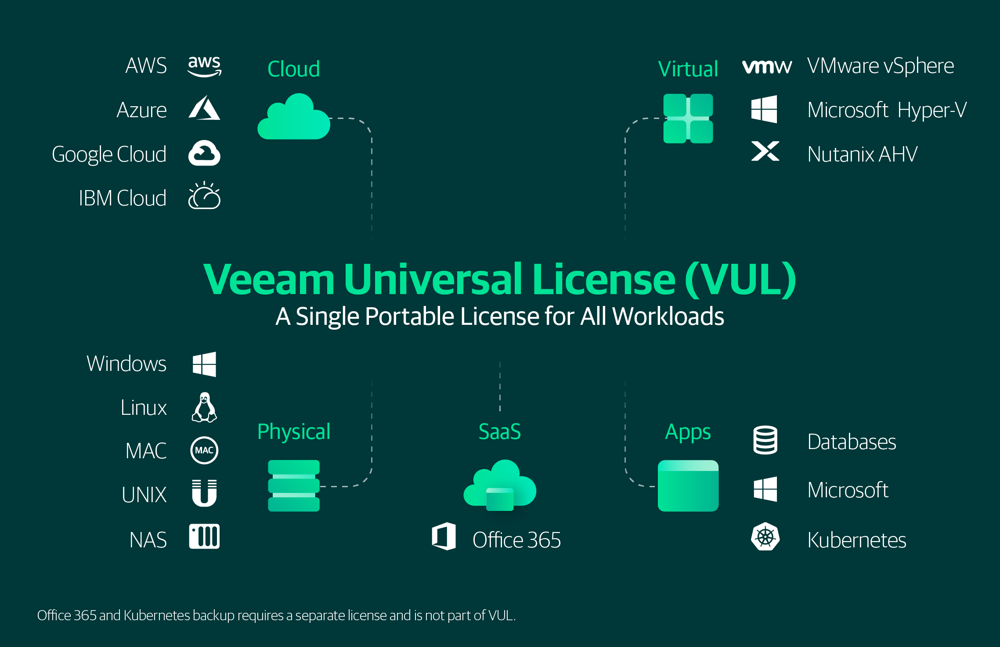 AWS
aws
Azure
Google Cloud
IBM Cloud
Cloud
Virtual
vmw
VMware vSphere
Microsoft Hyper-V
Nutanix AHV
Veeam Universal License (VUL)
A Single Portable License for All Workloads
Windows
Linux
MAC
MAC
UNIX
NAS
Physical
SaaS
Office 365
Apps
Databases
Microsoft
Kubernetes
Office 365 and Kubernetes backup requires a separate license and is not part of VUL.